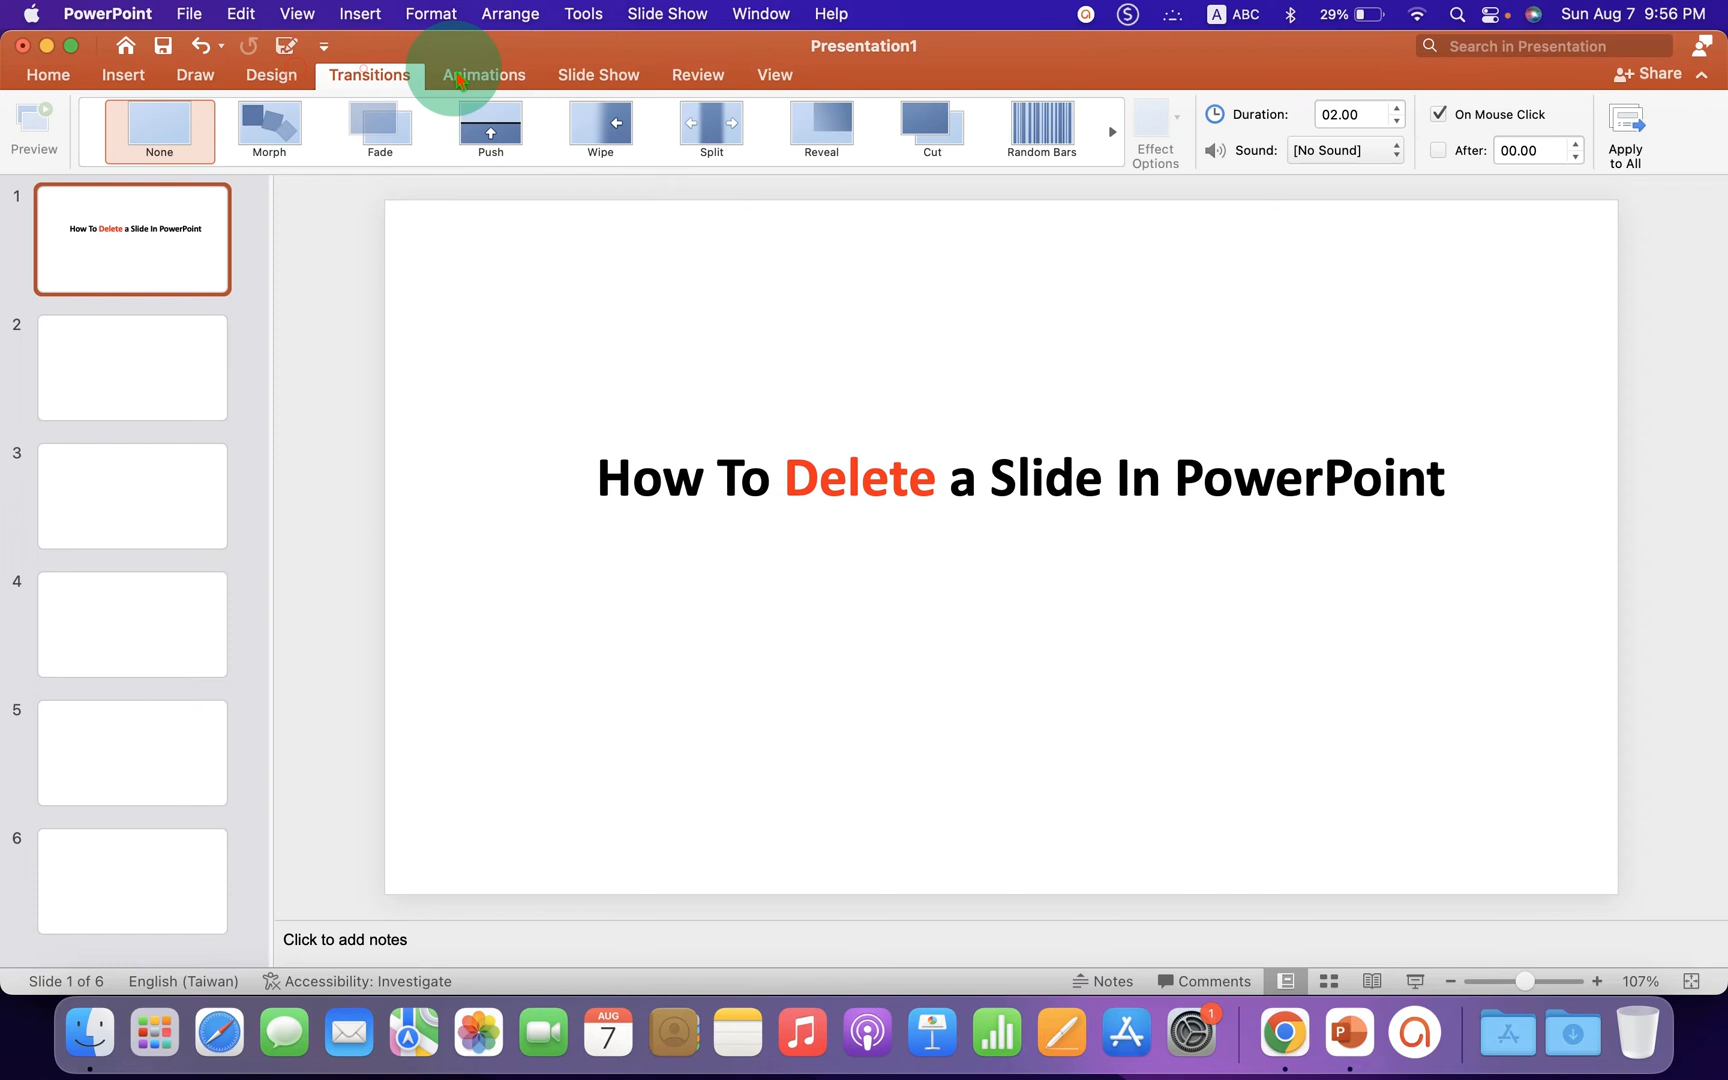 PowerPoint File Edit View Insert Format Arrange Tools Slide Show Window Help A ABC 29% Sun Aug 7 9:56 PM
Presentation1 Search in Presentation
Home Insert Draw Design Transitions Animations Slide Show Review View Share
Preview None Morph Fade Push Wipe Split Reveal Cut Random Bars Effect Options
Duration: 02.00 On Mouse Click
Sound: [No Sound] After: 00.00
Apply to All
1
How To Delete a Slide In PowerPoint
2
3
4
5
6
How To Delete a Slide In PowerPoint
Click to add notes
Slide 1 of 6 English (Taiwan) Accessibility: Investigate Notes Comments 107%
AUG
7
1
P